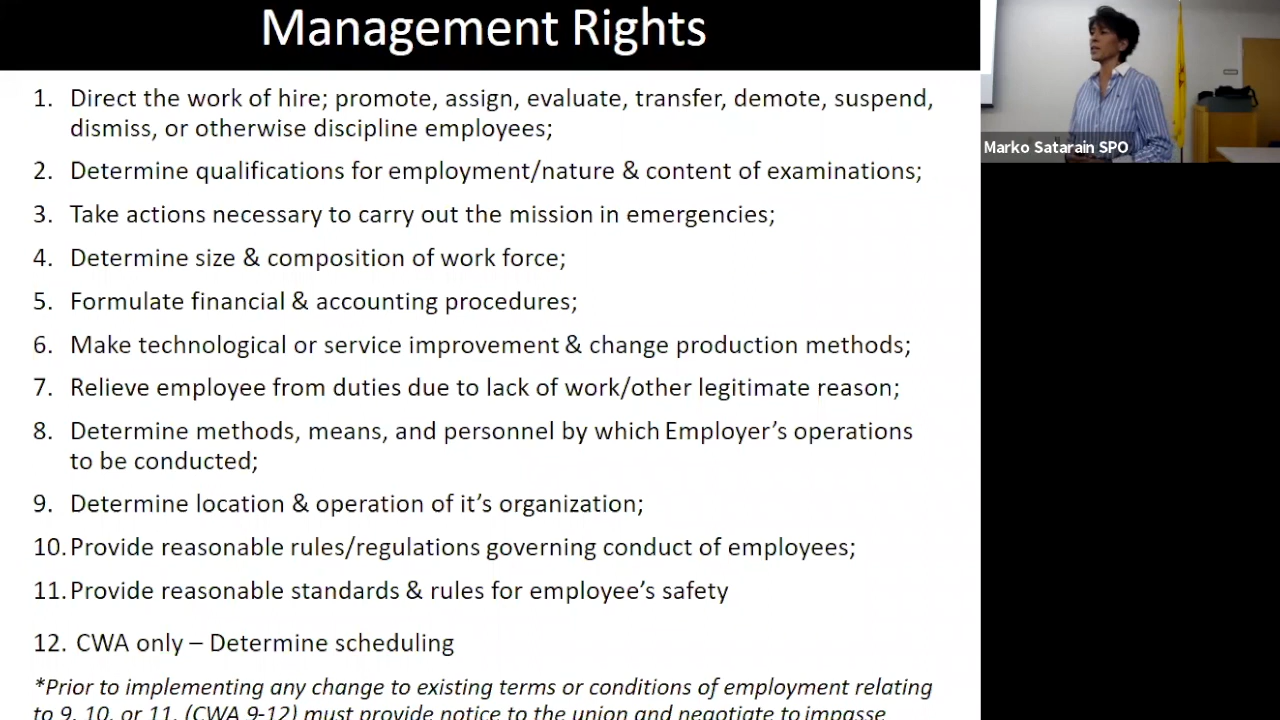 Management Rights
1. Direct the work of hire; promote, assign, evaluate, transfer, demote, suspend,
dismiss, or otherwise discipline employees;
2. Determine qualifications for employment/nature & content of examinations;
3. Take actions necessary to carry out the mission in emergencies;
4. Determine size & composition of work force;
5. Formulate financial & accounting procedures;
6. Make technological or service improvement & change production methods;
7. Relieve employee from duties due to lack of work/other legitimate reason;
8. Determine methods, means, and personnel by which Employer's operations
to be conducted;
9. Determine location & operation of it's organization;
10. Provide reasonable rules/regulations governing conduct of employees;
11. Provide reasonable standards & rules for employee's safety
12. CWA only – Determine scheduling
*Prior to implementing any change to existing terms or conditions of employment relating
to 9, 10, or 11, (CWA 9-12) must provide notice to the union and negotiate to impasse
Marko Satarain SPO